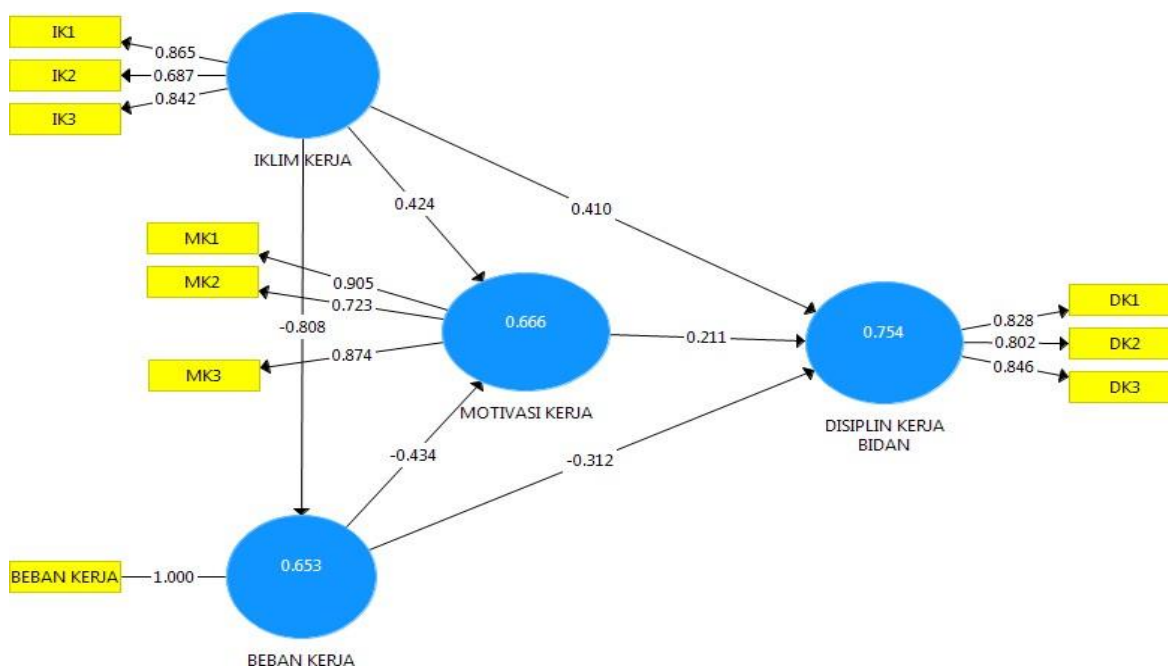 IK1
0.865
IK2
0.687
IK3
0.842
IKLIM KERJA
0.424
0.410
MK1
0.905
MK2
0.723
MK3
0.874
-0.808
0.666
MOTIVASI KERJA
0.211
0.754
DISIPLIN KERJA
BIDAN
DK1
0.828
DK2
0.802
DK3
0.846
-0.434
-0.312
BEBAN KERJA
1.000
0.653
BEBAN KERJA